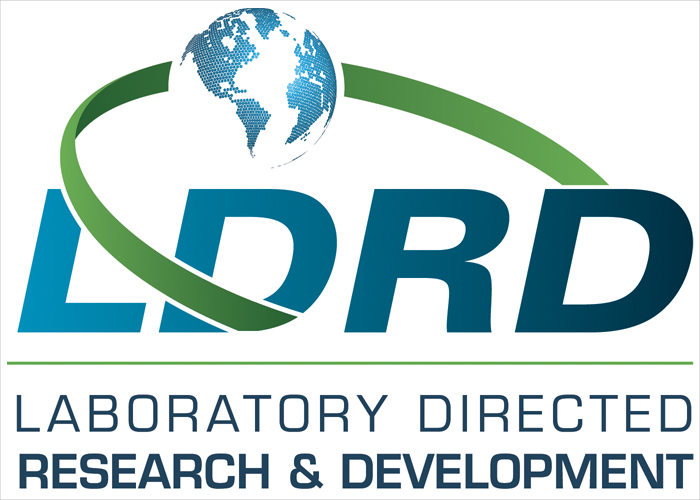 LDRD
LABORATORY DIRECTED
RESEARCH & DEVELOPMENT